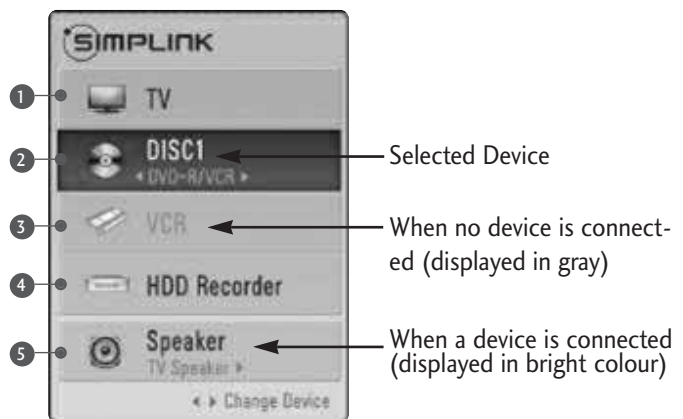 SIMPLINK
1 TV
2 DISC1
◂ DVD-R/VCR ▸
Selected Device
3 VCR
When no device is connect-
ed (displayed in gray)
4 HDD Recorder
5 Speaker
TV Speaker ▸
When a device is connected
(displayed in bright colour)
◂ ▸ Change Device